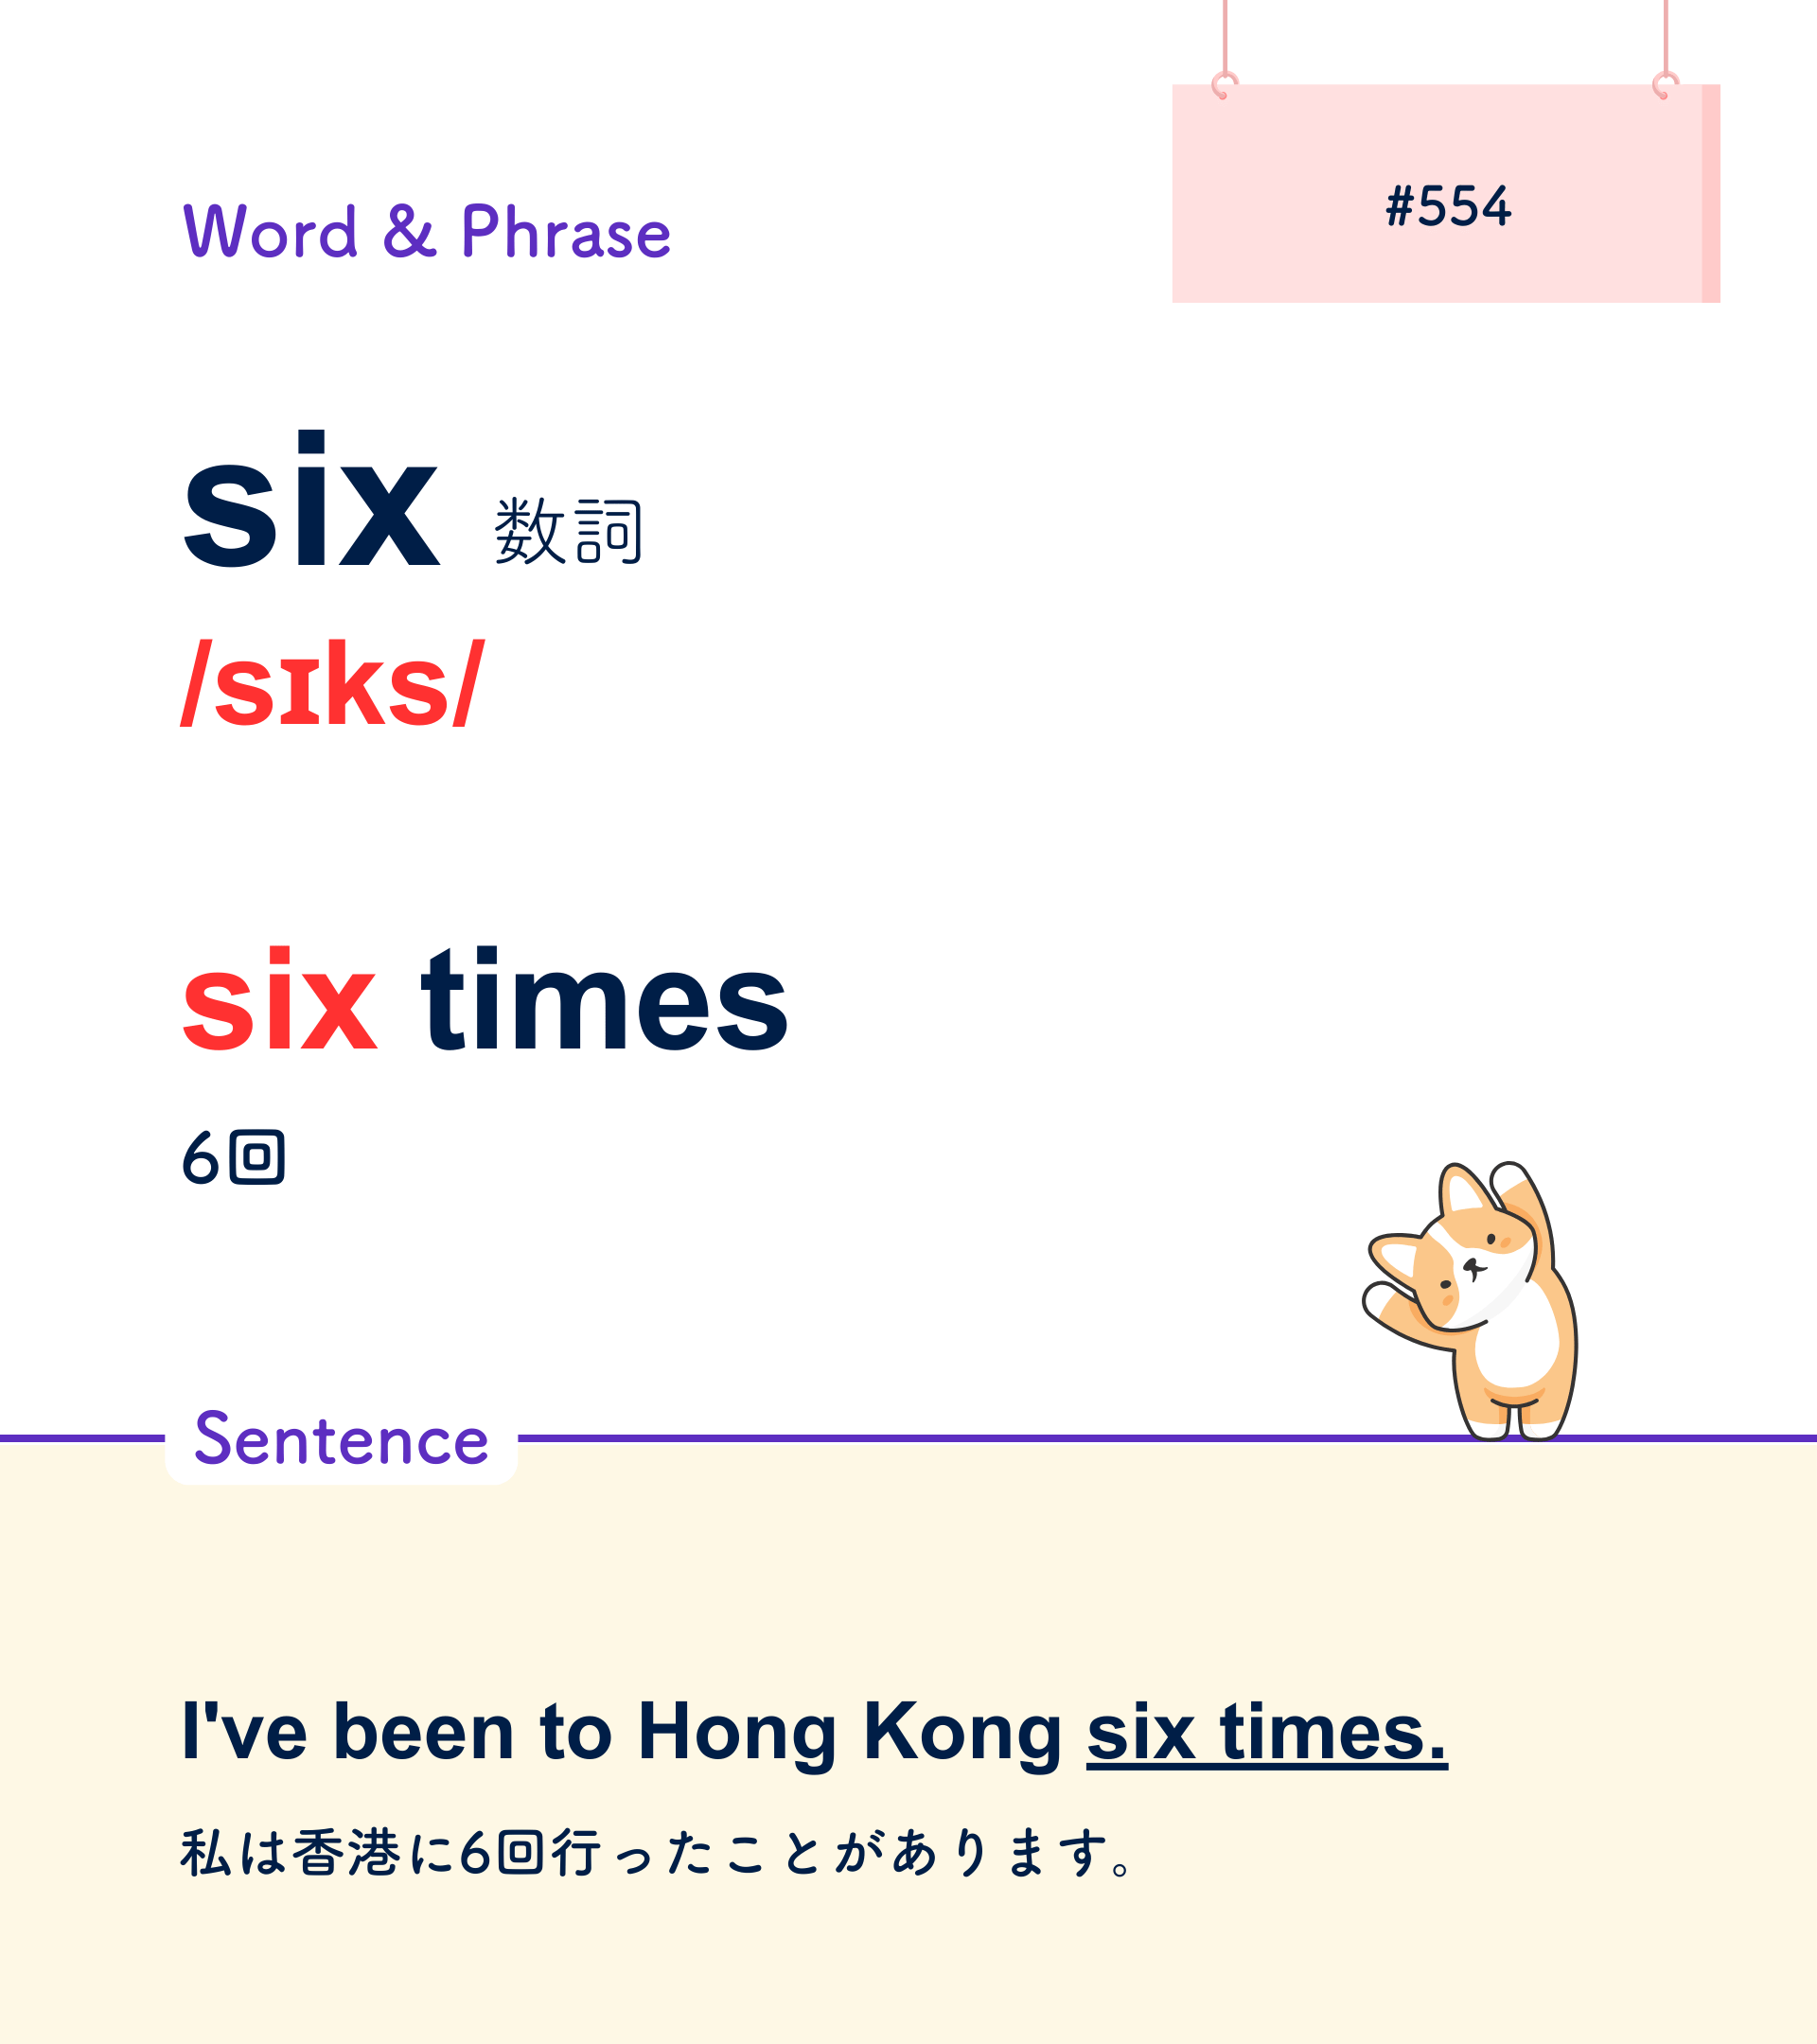 Word & Phrase
#554
six 数詞
/sɪks/
six times
6回
Sentence
I've been to Hong Kong six times.
私は香港に6回行ったことがあります。